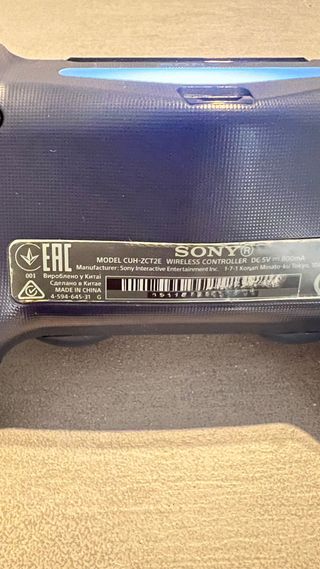 EAC
001
Вироблено у Китаї
Сделано в Китае
MADE IN CHINA
4-594-645-31 G
SONY®
MODEL CUH-ZCT2E WIRELESS CONTROLLER DC 5V ⎓ 800mA
Manufacturer: Sony Interactive Entertainment Inc. 1-7-1 Konan Minato-ku Tokyo,